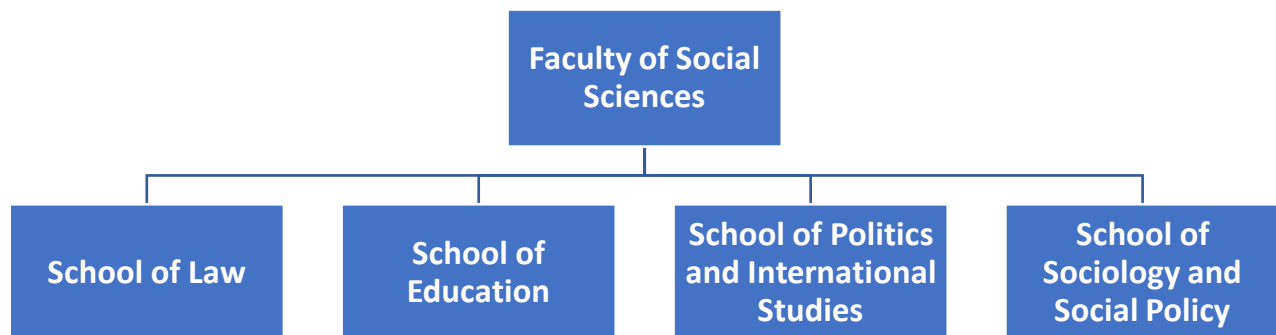 Faculty of Social
Sciences
School of Law
School of
Education
School of Politics
and International
Studies
School of
Sociology and
Social Policy